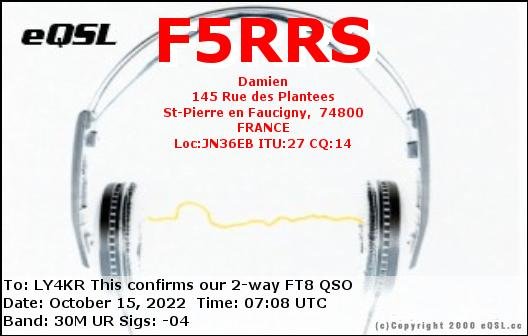 eQSL
F5RRS
Damien
145 Rue des Plantees
St-Pierre en Faucigny,  74800
FRANCE
Loc:JN36EB ITU:27 CQ:14
To: LY4KR This confirms our 2-way FT8 QSO
Date: October 15, 2022  Time: 07:08 UTC
Band: 30M UR Sigs: -04
(c)Copyright 2000 eQSL.cc